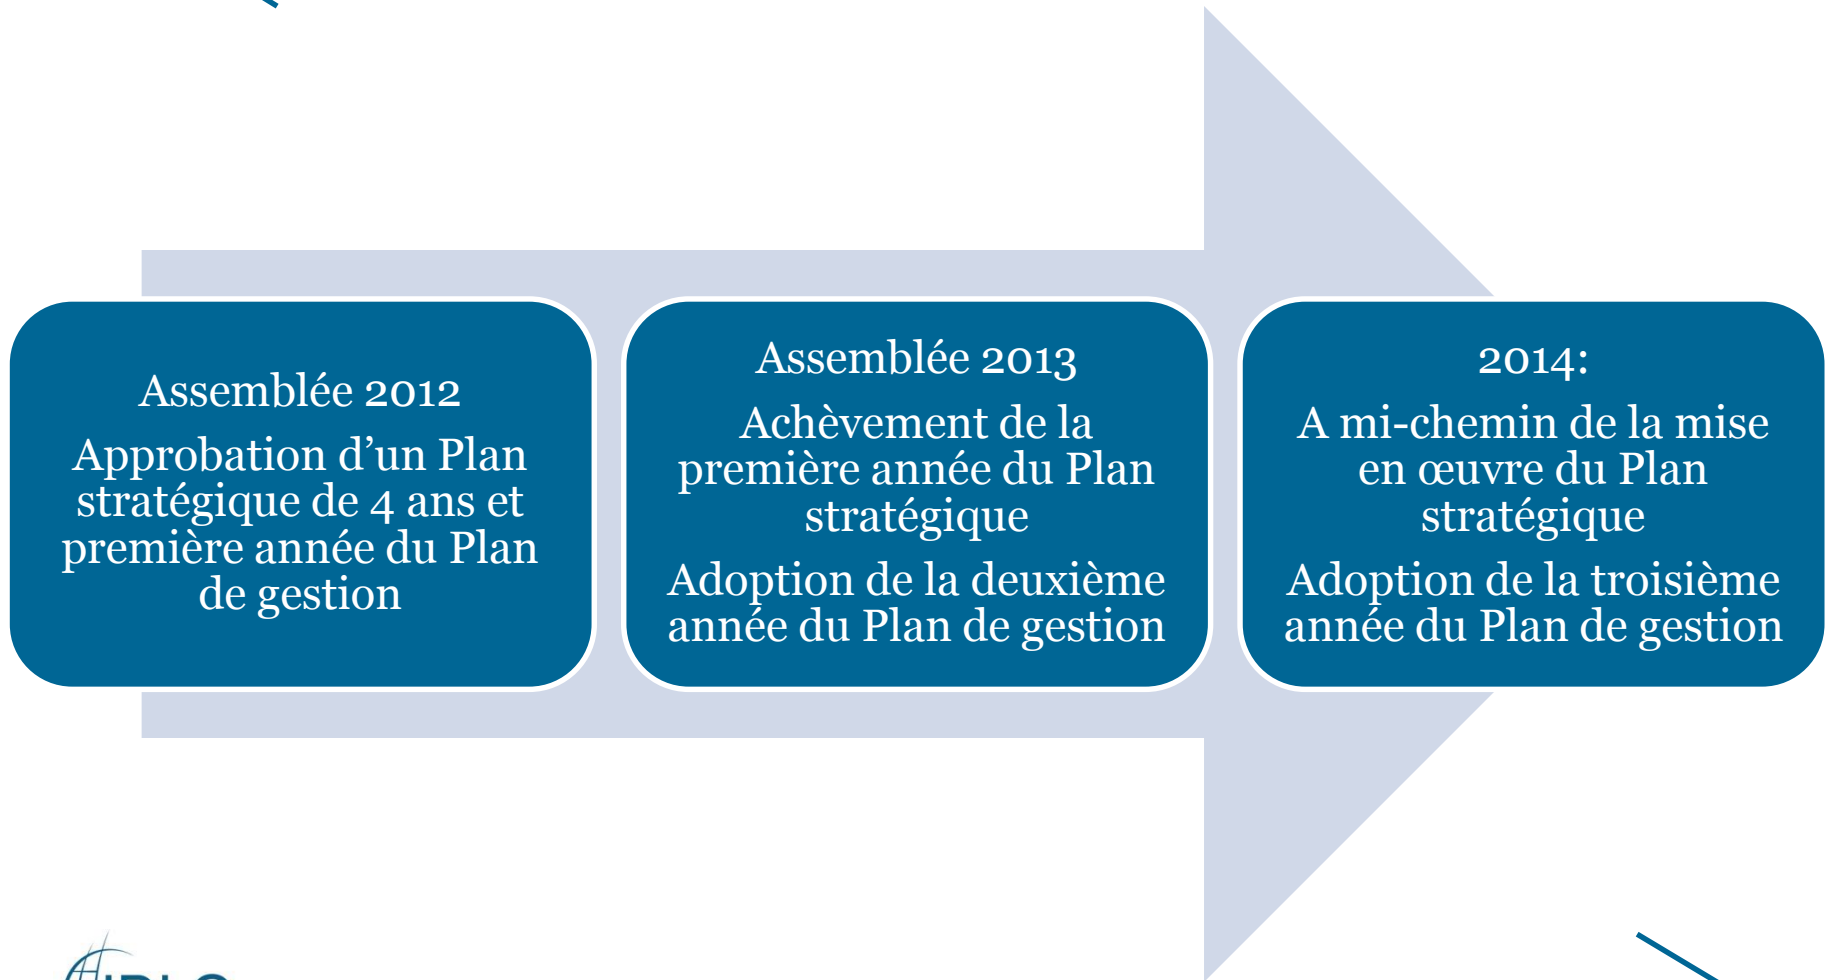 Assemblée 2012
Approbation d’un Plan
stratégique de 4 ans et
première année du Plan
de gestion
Assemblée 2013
Achèvement de la
première année du Plan
stratégique
Adoption de la deuxième
année du Plan de gestion
2014:
A mi-chemin de la mise
en œuvre du Plan
stratégique
Adoption de la troisième
année du Plan de gestion